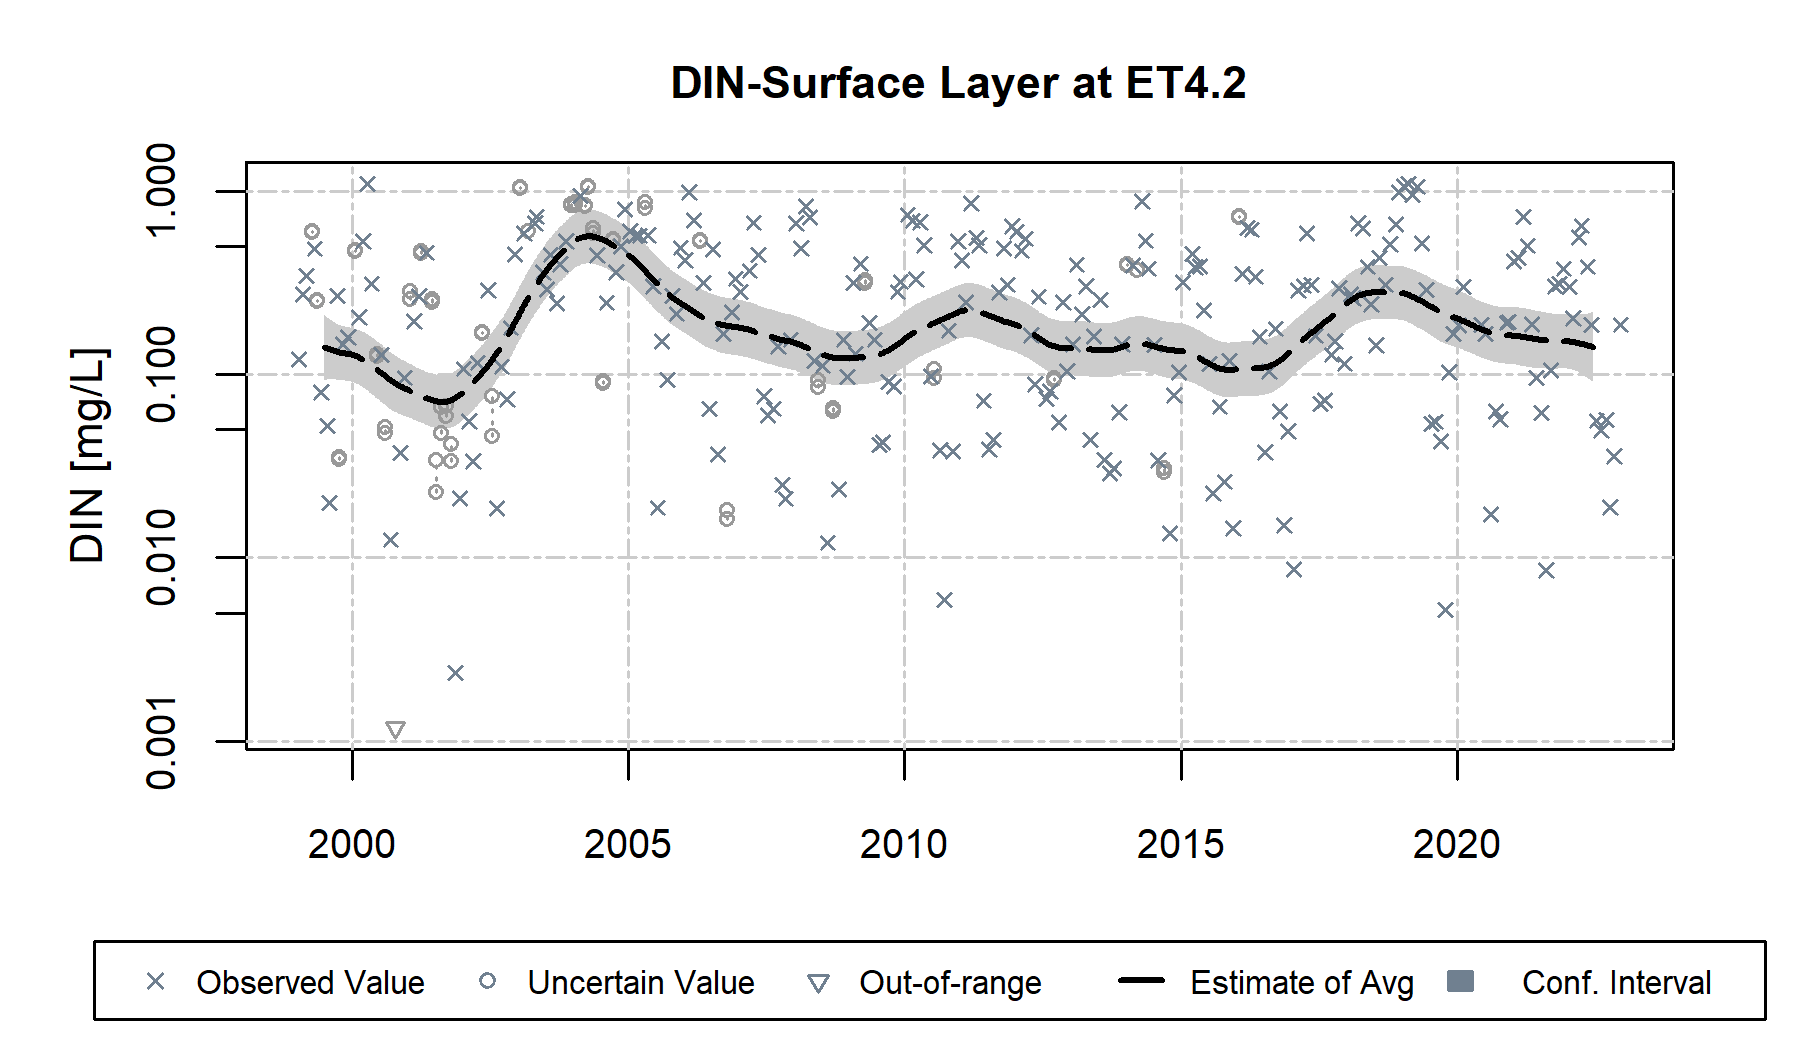 DIN-Surface Layer at ET4.2
DIN [mg/L]
1.000
0.100
0.010
0.001
2000 2005 2010 2015 2020
Observed Value Uncertain Value Out-of-range Estimate of Avg Conf. Interval